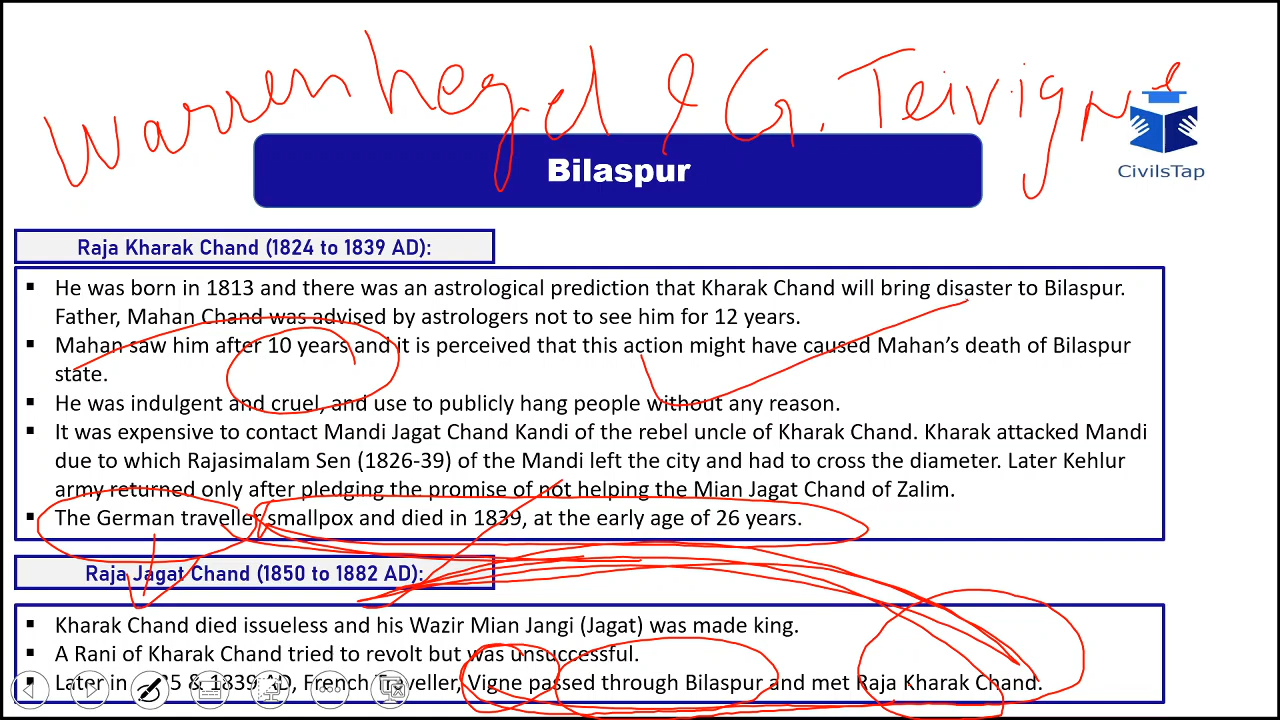 Warrenhegel & G. Teivigne
CivilsTap
Bilaspur
Raja Kharak Chand (1824 to 1839 AD):
▪ He was born in 1813 and there was an astrological prediction that Kharak Chand will bring disaster to Bilaspur.
Father, Mahan Chand was advised by astrologers not to see him for 12 years.
▪ Mahan saw him after 10 years and it is perceived that this action might have caused Mahan's death of Bilaspur
state.
▪ He was indulgent and cruel, and use to publicly hang people without any reason.
▪ It was expensive to contact Mandi Jagat Chand Kandi of the rebel uncle of Kharak Chand. Kharak attacked Mandi
due to which Rajasimalam Sen (1826-39) of the Mandi left the city and had to cross the diameter. Later Kehlur
army returned only after pledging the promise of not helping the Mian Jagat Chand of Zalim.
▪ The German traveller smallpox and died in 1839, at the early age of 26 years.
Raja Jagat Chand (1850 to 1882 AD):
▪ Kharak Chand died issueless and his Wazir Mian Jangi (Jagat) was made king.
▪ A Rani of Kharak Chand tried to revolt but was unsuccessful.
▪ Later in 5 & 1839 AD, French Traveller, Vigne passed through Bilaspur and met Raja Kharak Chand.